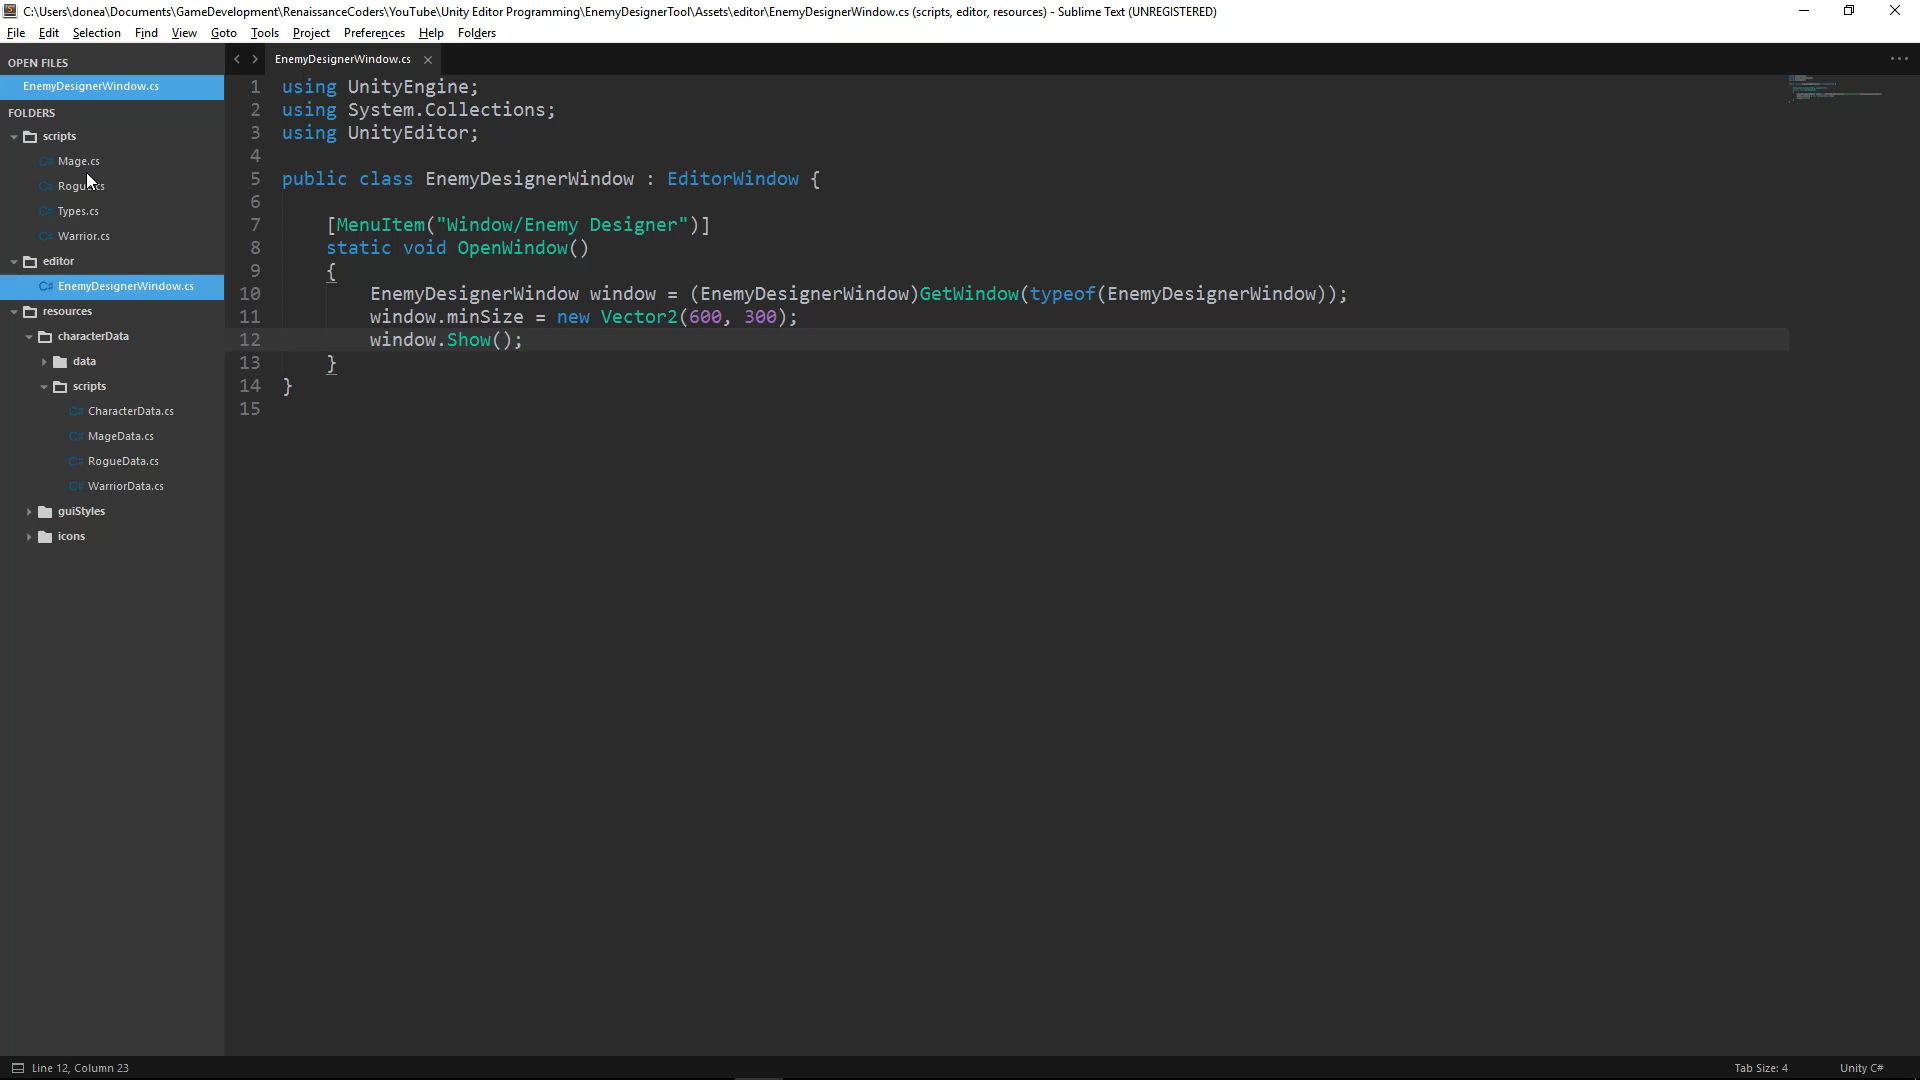 C:\Users\donea\Documents\GameDevelopment\RenaissanceCoders\YouTube\Unity Editor Programming\EnemyDesignerTool\Assets\editor\EnemyDesignerWindow.cs (scripts, editor, resources) - Sublime Text (UNREGISTERED)
File Edit Selection Find View Goto Tools Project Preferences Help Folders
OPEN FILES
EnemyDesignerWindow.cs
FOLDERS
scripts
C# Mage.cs
C# Rogue.cs
C# Types.cs
C# Warrior.cs
editor
C# EnemyDesignerWindow.cs
resources
characterData
data
scripts
C# CharacterData.cs
C# MageData.cs
C# RogueData.cs
C# WarriorData.cs
guiStyles
icons
EnemyDesignerWindow.cs
1 using UnityEngine;
2 using System.Collections;
3 using UnityEditor;
4
5 public class EnemyDesignerWindow : EditorWindow {
6
7 [MenuItem("Window/Enemy Designer")]
8 static void OpenWindow()
9 {
10 EnemyDesignerWindow window = (EnemyDesignerWindow)GetWindow(typeof(EnemyDesignerWindow));
11 window.minSize = new Vector2(600, 300);
12 window.Show();
13 }
14 }
15
Line 12, Column 23
Tab Size: 4
Unity C#